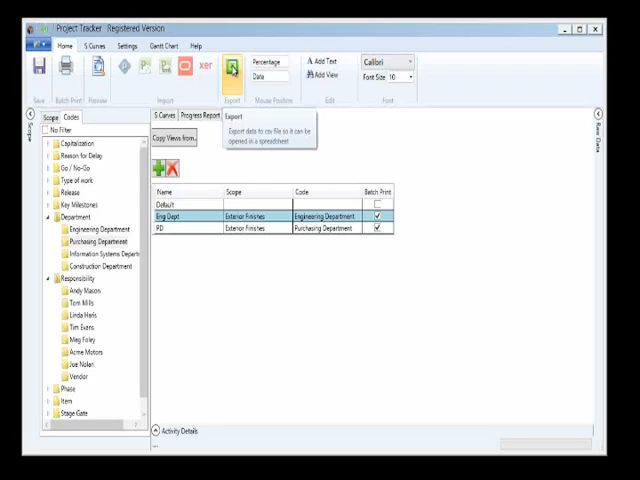 Project Tracker - Registered Version
Home
S Curves
Settings
Gantt Chart
Help
xer
Percentage
Date
A Add Text
Add View
Calibri
Font Size 10
Save
Batch Print
Preview
Import
Export
Mouse Position
Edit
Font
Scope
Codes
No Filter
Capitalization
Reason for Delay
Go / No-Go
Type of work
Release
Key Milestones
Department
Engineering Department
Purchasing Department
Information Systems Departm
Construction Department
Responsibility
Andy Mason
Tom Mills
Linda Haris
Tim Evans
Meg Foley
Acme Motors
Joe Nolan
Vendor
Phase
Item
Stage Gate
Scope
S Curves
Progress Report
Export
Export data to csv file so it can be
opened in a spreadsheet
Copy Views from...
Name Scope Code Batch Print
Default
Eng Dept Exterior Finishes Engineering Department
PD Exterior Finishes Purchasing Department
Activity Details
...
Raw Data